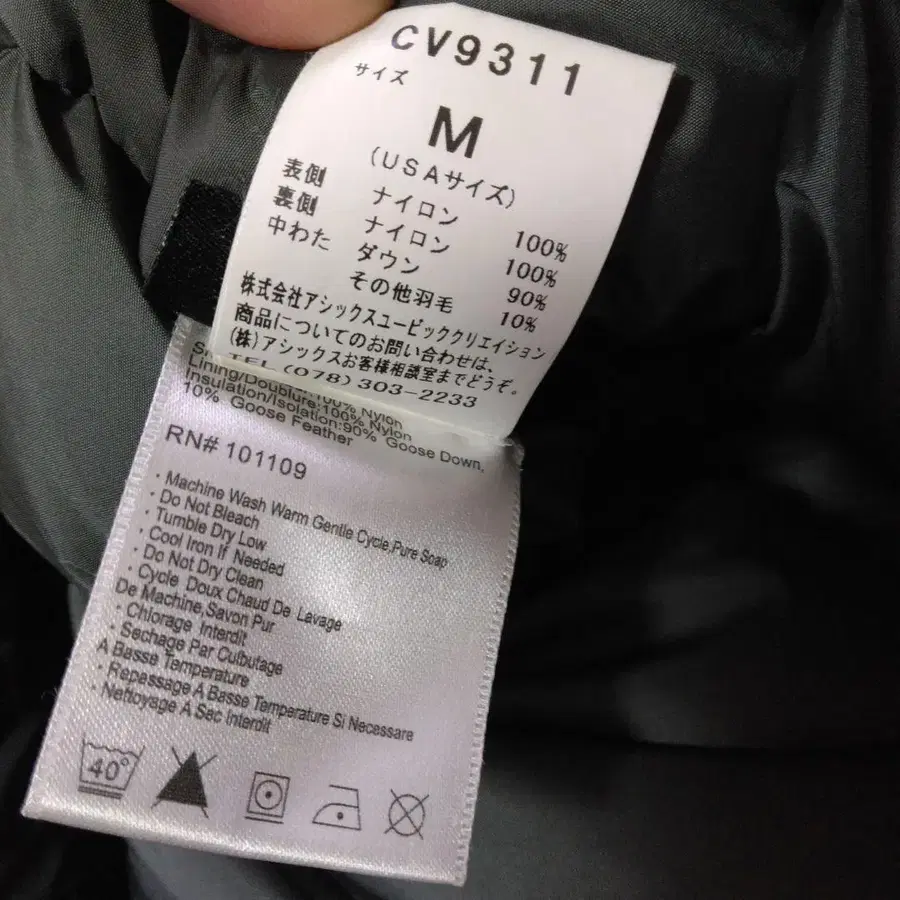 CV9311
サイズ
M
(USAサイズ)
表側 ナイロン 100%
裏側 ナイロン 100%
中わた ダウン 90%
その他羽毛 10%
株式会社アシックスユービッククリエイション
商品についてのお問い合わせは、
(株)アシックスお客様相談室までどうぞ。
TEL (078) 303-2233
Lining/Doublure:100% Nylon
Insulation/Isolation:90% Goose Down,
10% Goose Feather
RN# 101109
· Machine Wash Warm Gentle Cycle,Pure Soap
· Do Not Bleach
· Tumble Dry Low
· Cool Iron If Needed
· Do Not Dry Clean
· Cycle Doux Chaud De Lavage
De Machine,Savon Pur
· Chlorage Interdit
· Sechage Par Culbutage
A Basse Temperature
· Repassage A Basse Temperature Si Necessare
· Nettoyage A Sec Interdit
40°